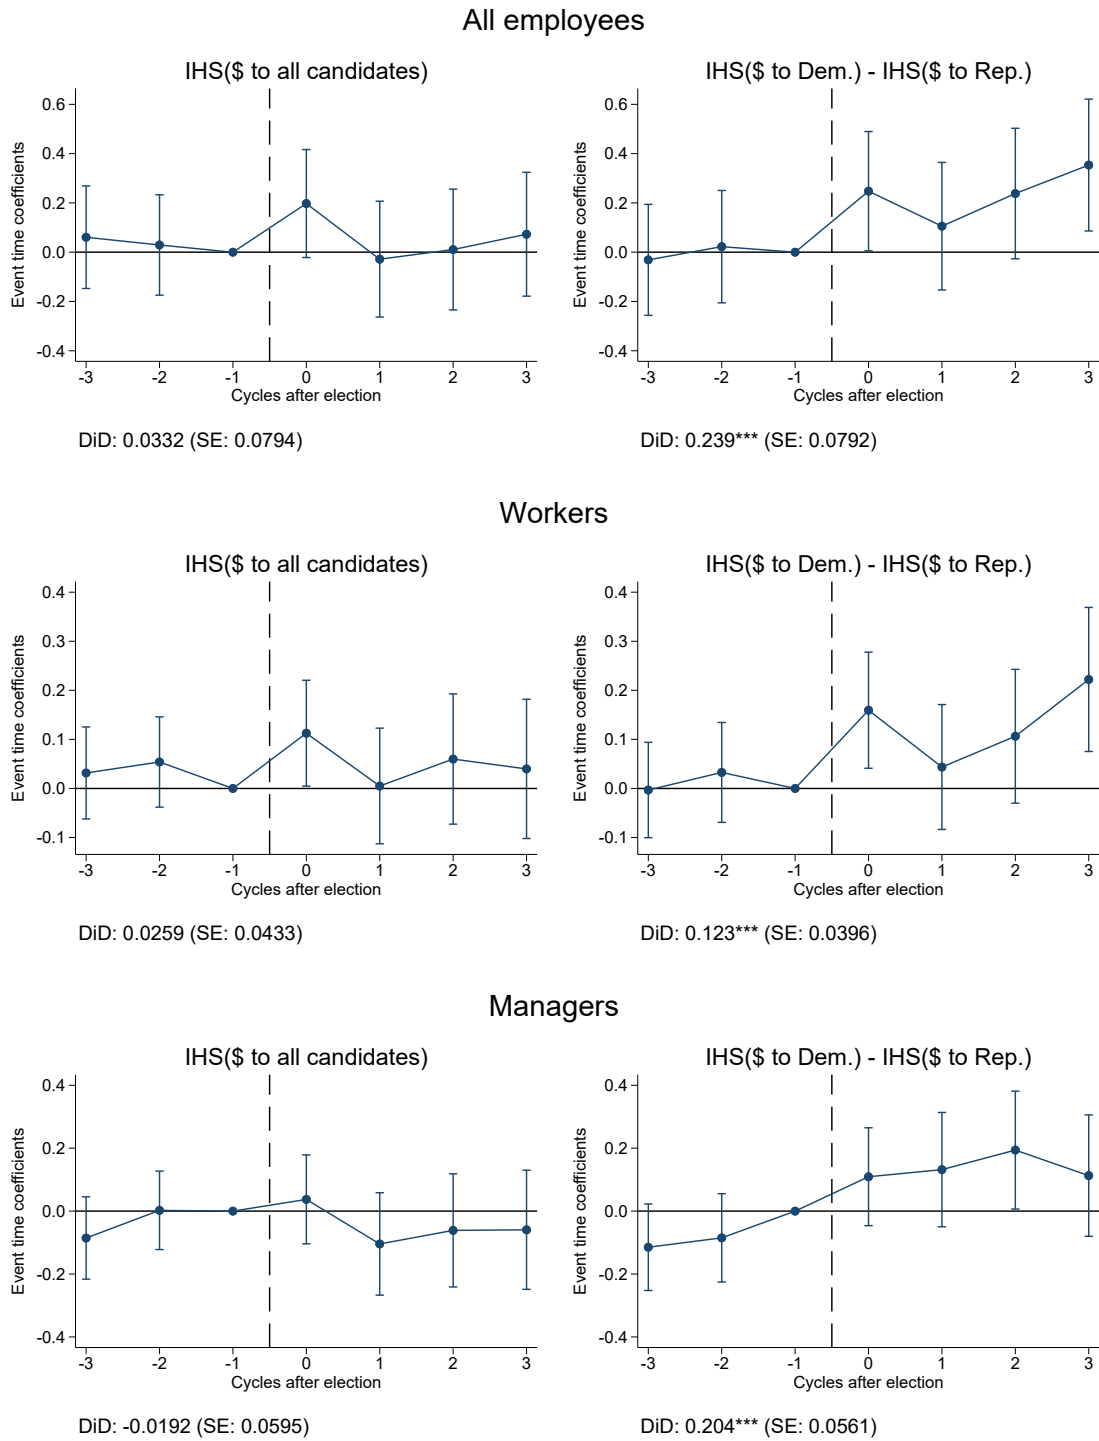 All employees
IHS($ to all candidates)
IHS($ to Dem.) - IHS($ to Rep.)
Event time coefficients
0.6
0.4
0.2
0.0
-0.2
-0.4
-3 -2 -1 0 1 2 3
Cycles after election
DiD: 0.0332 (SE: 0.0794)
Event time coefficients
0.6
0.4
0.2
0.0
-0.2
-0.4
-3 -2 -1 0 1 2 3
Cycles after election
DiD: 0.239*** (SE: 0.0792)
Workers
IHS($ to all candidates)
IHS($ to Dem.) - IHS($ to Rep.)
Event time coefficients
0.4
0.3
0.2
0.1
0.0
-0.1
-3 -2 -1 0 1 2 3
Cycles after election
DiD: 0.0259 (SE: 0.0433)
Event time coefficients
0.4
0.3
0.2
0.1
0.0
-0.1
-3 -2 -1 0 1 2 3
Cycles after election
DiD: 0.123*** (SE: 0.0396)
Managers
IHS($ to all candidates)
IHS($ to Dem.) - IHS($ to Rep.)
Event time coefficients
0.4
0.2
0.0
-0.2
-0.4
-3 -2 -1 0 1 2 3
Cycles after election
DiD: -0.0192 (SE: 0.0595)
Event time coefficients
0.4
0.2
0.0
-0.2
-0.4
-3 -2 -1 0 1 2 3
Cycles after election
DiD: 0.204*** (SE: 0.0561)